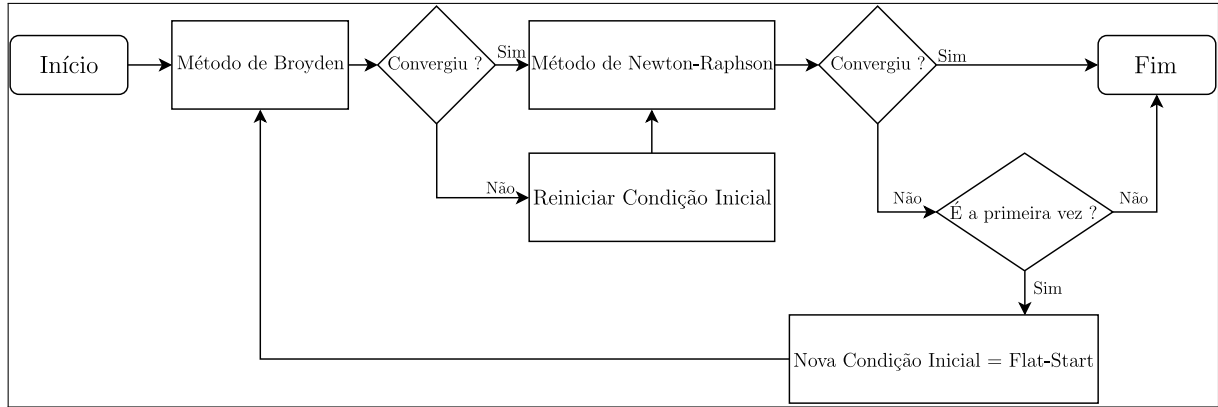 Início
Método de Broyden
Convergiu ?
Sim
Método de Newton-Raphson
Convergiu ?
Sim
Fim
Não
Reiniciar Condição Inicial
Não
É a primeira vez ?
Não
Sim
Nova Condição Inicial = Flat-Start